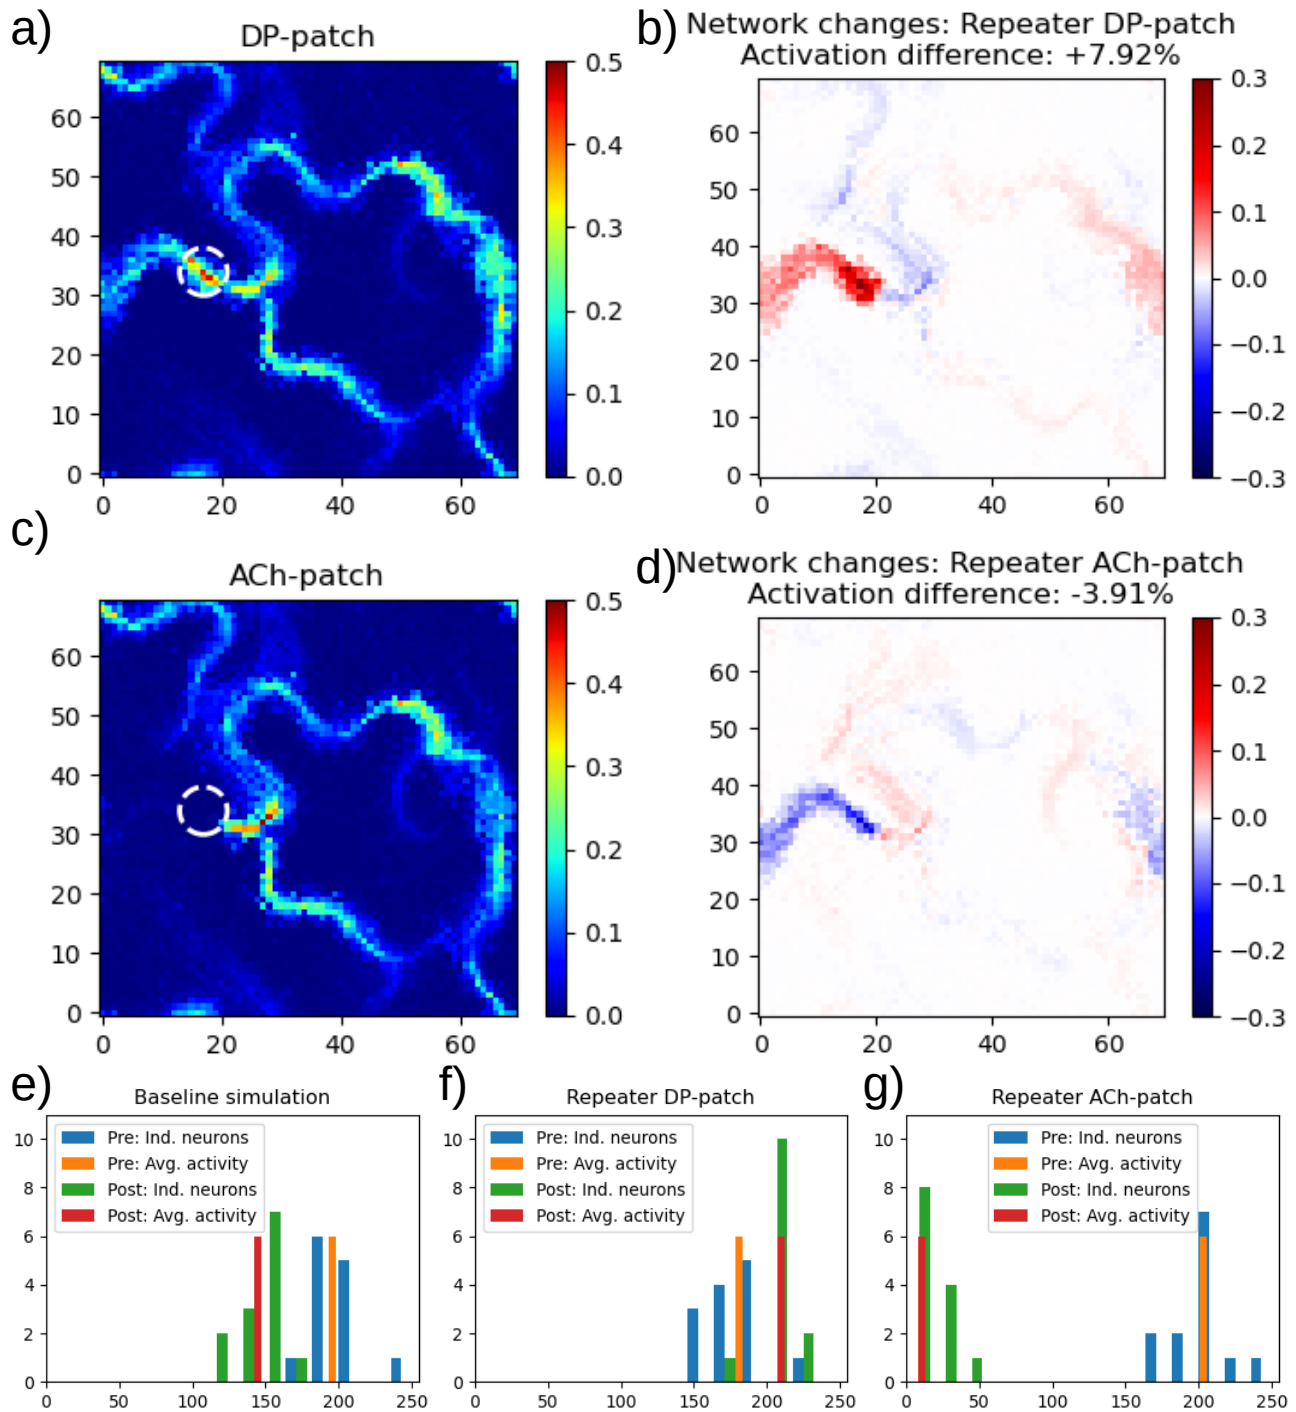 a)
DP-patch
0.5
0.4
0.3
0.2
0.1
0.0
60
50
40
30
20
10
0
0 20 40 60
b)
Network changes: Repeater DP-patch
Activation difference: +7.92%
0.3
0.2
0.1
0.0
−0.1
−0.2
−0.3
60
50
40
30
20
10
0
0 20 40 60
c)
ACh-patch
0.5
0.4
0.3
0.2
0.1
0.0
60
50
40
30
20
10
0
0 20 40 60
d)
Network changes: Repeater ACh-patch
Activation difference: -3.91%
0.3
0.2
0.1
0.0
−0.1
−0.2
−0.3
60
50
40
30
20
10
0
0 20 40 60
e)
Baseline simulation
Pre: Ind. neurons
Pre: Avg. activity
Post: Ind. neurons
Post: Avg. activity
10
8
6
4
2
0
0 50 100 150 200 250
f)
Repeater DP-patch
Pre: Ind. neurons
Pre: Avg. activity
Post: Ind. neurons
Post: Avg. activity
10
8
6
4
2
0
0 50 100 150 200 250
g)
Repeater ACh-patch
Pre: Ind. neurons
Pre: Avg. activity
Post: Ind. neurons
Post: Avg. activity
10
8
6
4
2
0
0 50 100 150 200 250